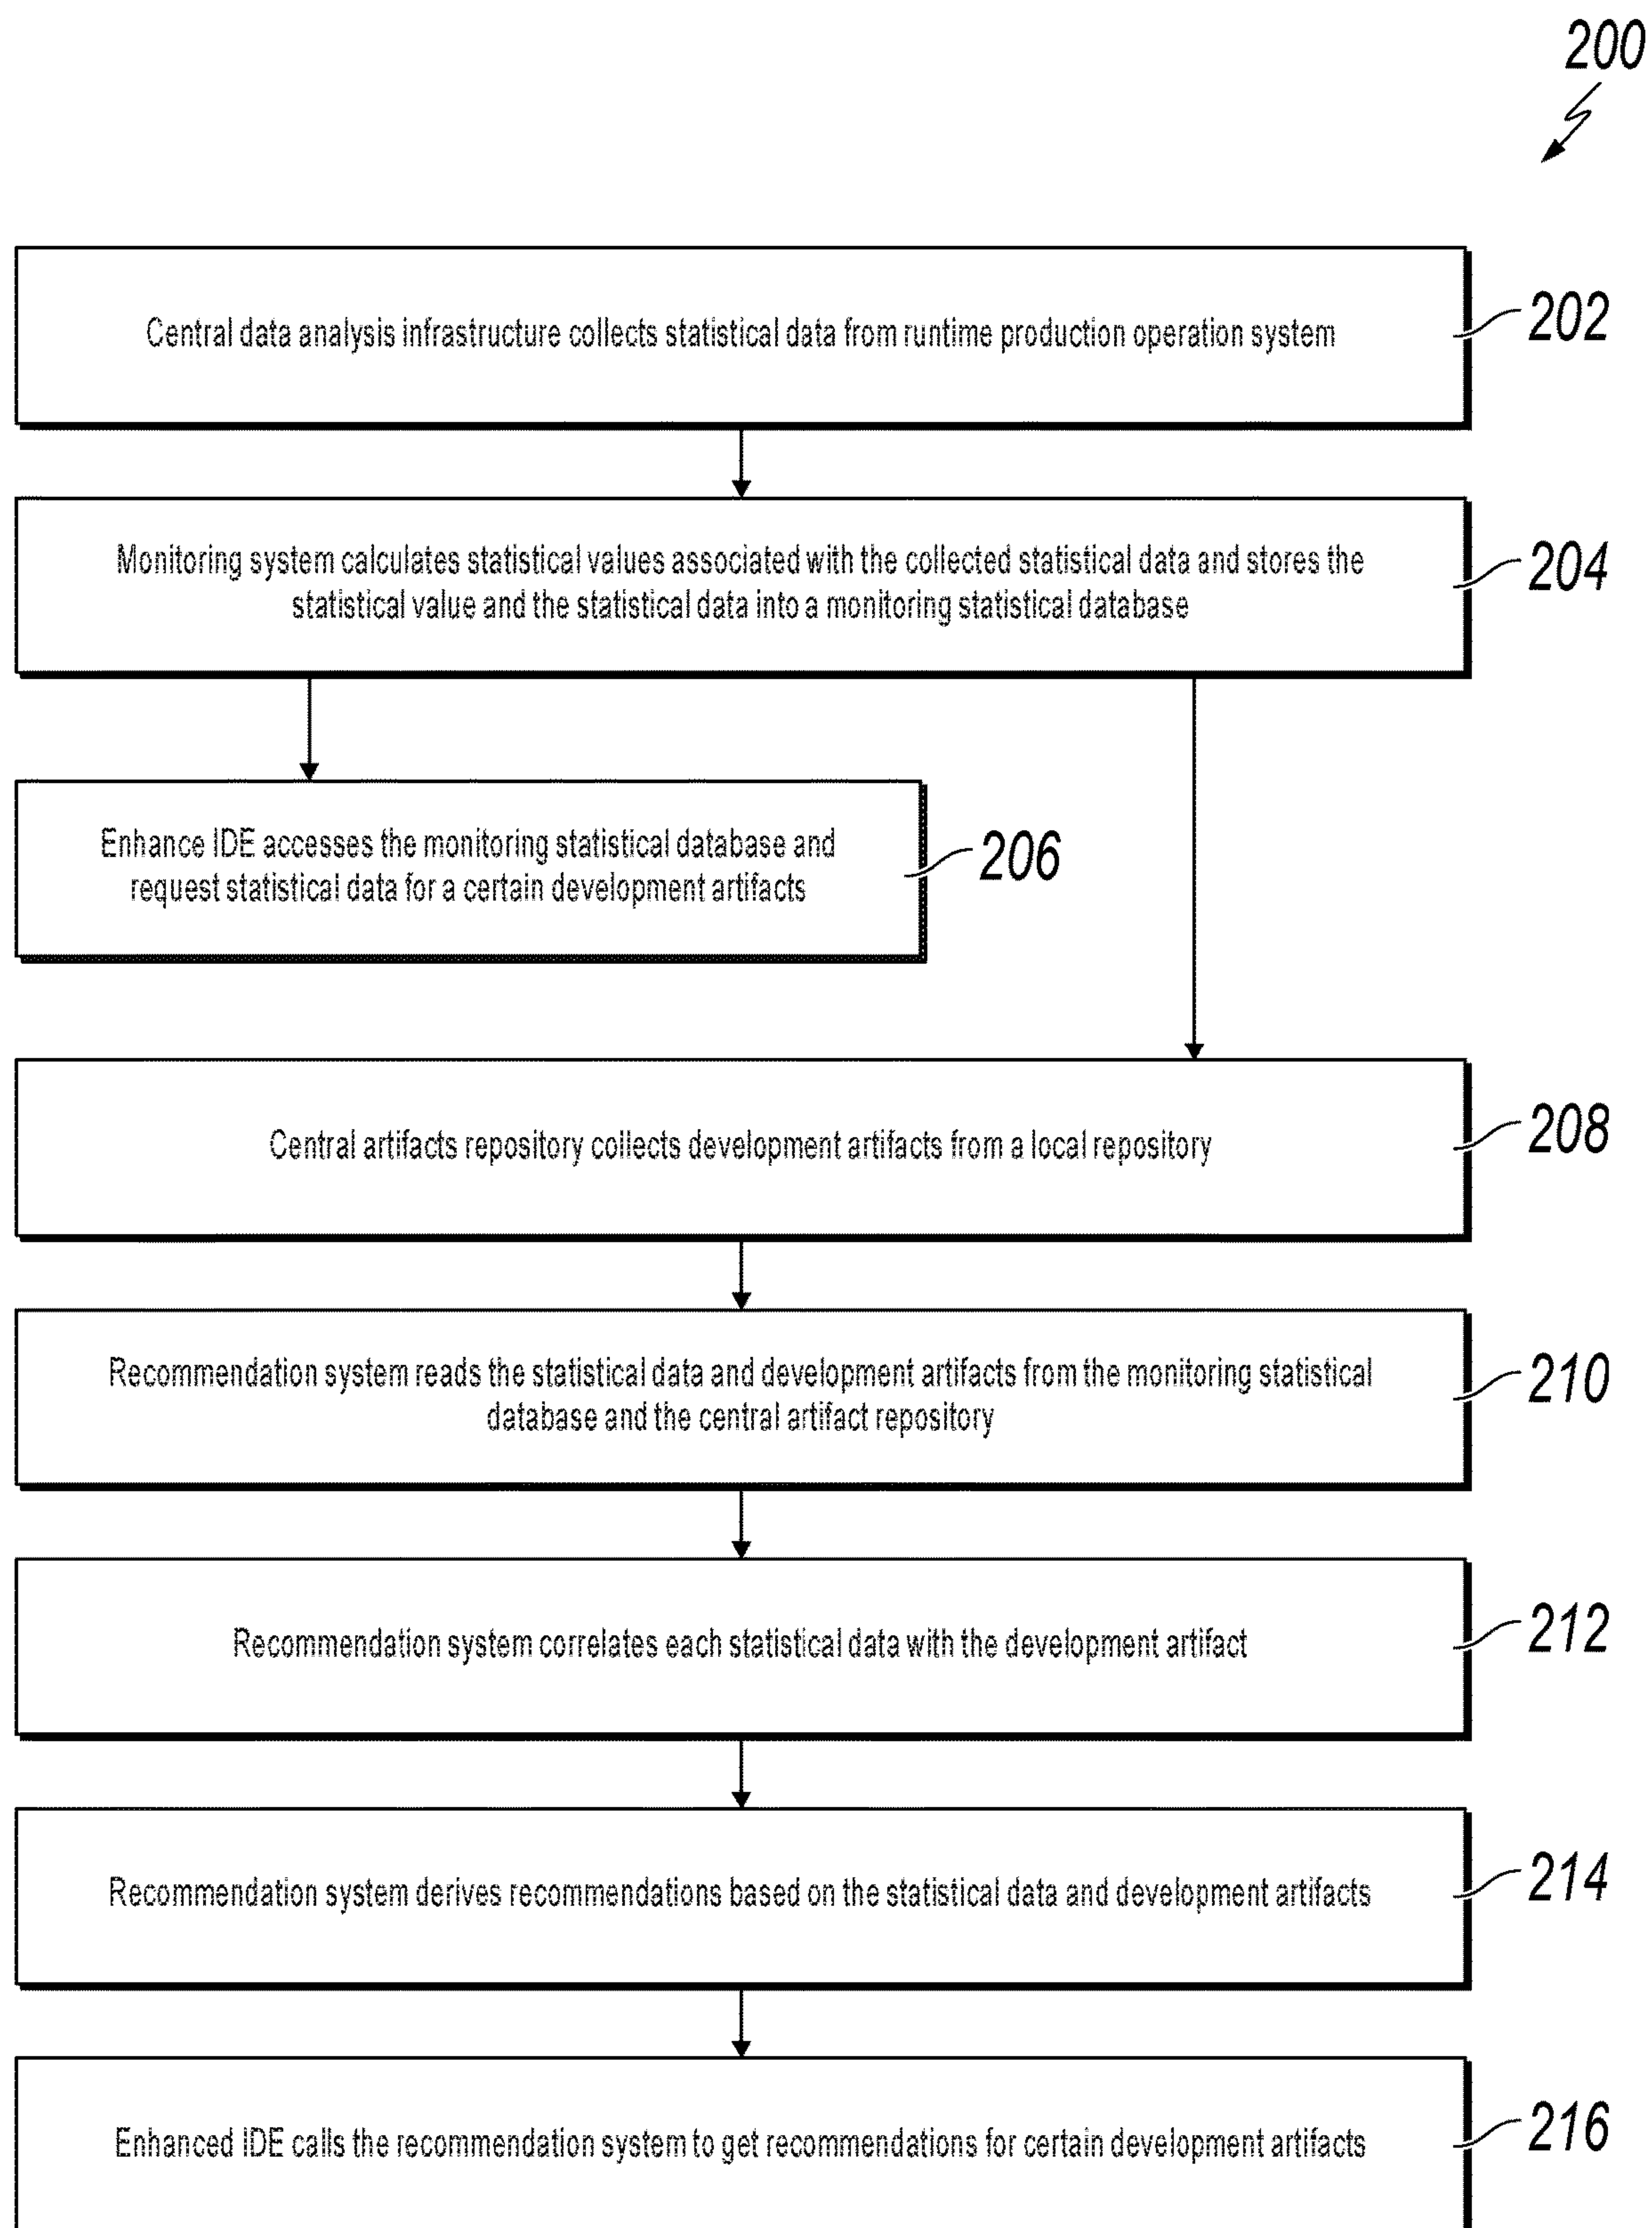 200
Central data analysis infrastructure collects statistical data from runtime production operation system
202
Monitoring system calculates statistical values associated with the collected statistical data and stores the
statistical value and the statistical data into a monitoring statistical database
204
Enhance IDE accesses the monitoring statistical database and
request statistical data for a certain development artifacts
206
Central artifacts repository collects development artifacts from a local repository
208
Recommendation system reads the statistical data and development artifacts from the monitoring statistical
database and the central artifact repository
210
Recommendation system correlates each statistical data with the development artifact
212
Recommendation system derives recommendations based on the statistical data and development artifacts
214
Enhanced IDE calls the recommendation system to get recommendations for certain development artifacts
216